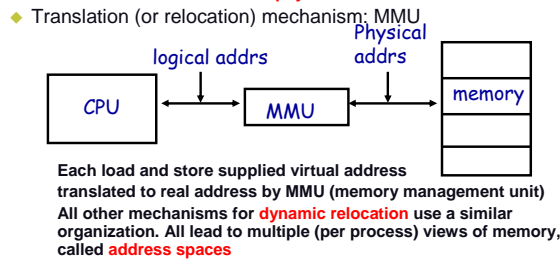 Translation (or relocation) mechanism: MMU
logical addrs
Physical
addrs
CPU
MMU
memory
Each load and store supplied virtual address
translated to real address by MMU (memory management unit)
All other mechanisms for dynamic relocation use a similar
organization. All lead to multiple (per process) views of memory,
called address spaces